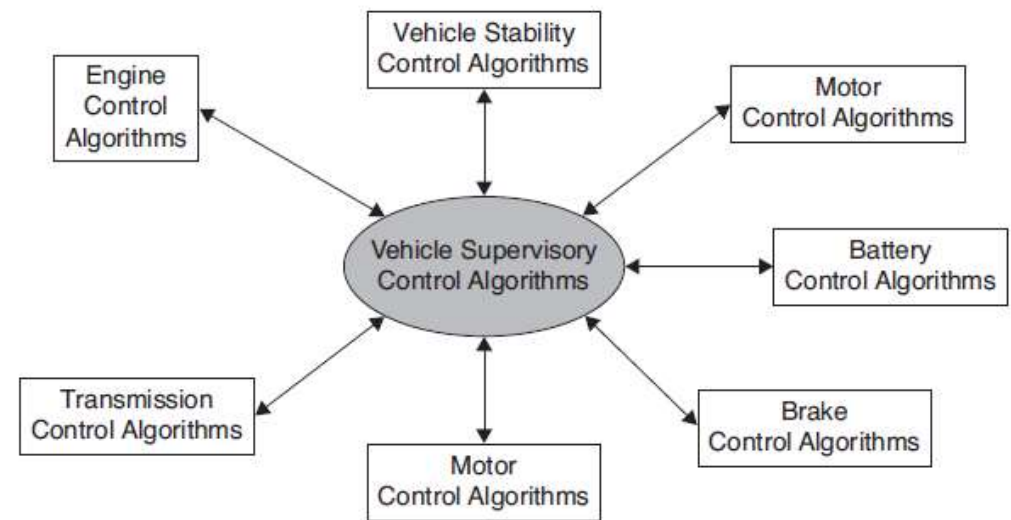 Vehicle Stability
Control Algorithms
Engine
Control
Algorithms
Motor
Control Algorithms
Vehicle Supervisory
Control Algorithms
Battery
Control Algorithms
Transmission
Control Algorithms
Brake
Control Algorithms
Motor
Control Algorithms